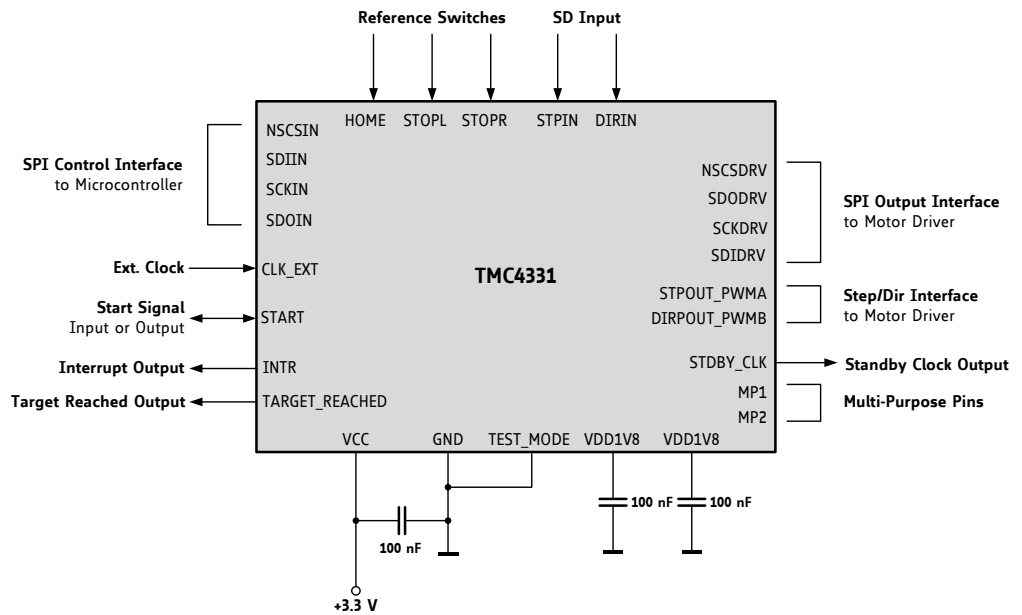 Reference Switches
SD Input
HOME
STOPL
STOPR
STPIN
DIRIN
SPI Control Interface
to Microcontroller
NSCSIN
SDIIN
SCKIN
SDOIN
Ext. Clock
CLK_EXT
Start Signal
Input or Output
START
Interrupt Output
INTR
Target Reached Output
TARGET_REACHED
TMC4331
NSCSDRV
SDODRV
SCKDRV
SDIDRV
SPI Output Interface
to Motor Driver
STPOUT_PWMA
DIRPOUT_PWMB
Step/Dir Interface
to Motor Driver
STDBY_CLK
Standby Clock Output
MP1
MP2
Multi-Purpose Pins
VCC
GND
TEST_MODE
VDD1V8
VDD1V8
100 nF
100 nF
100 nF
+3.3 V